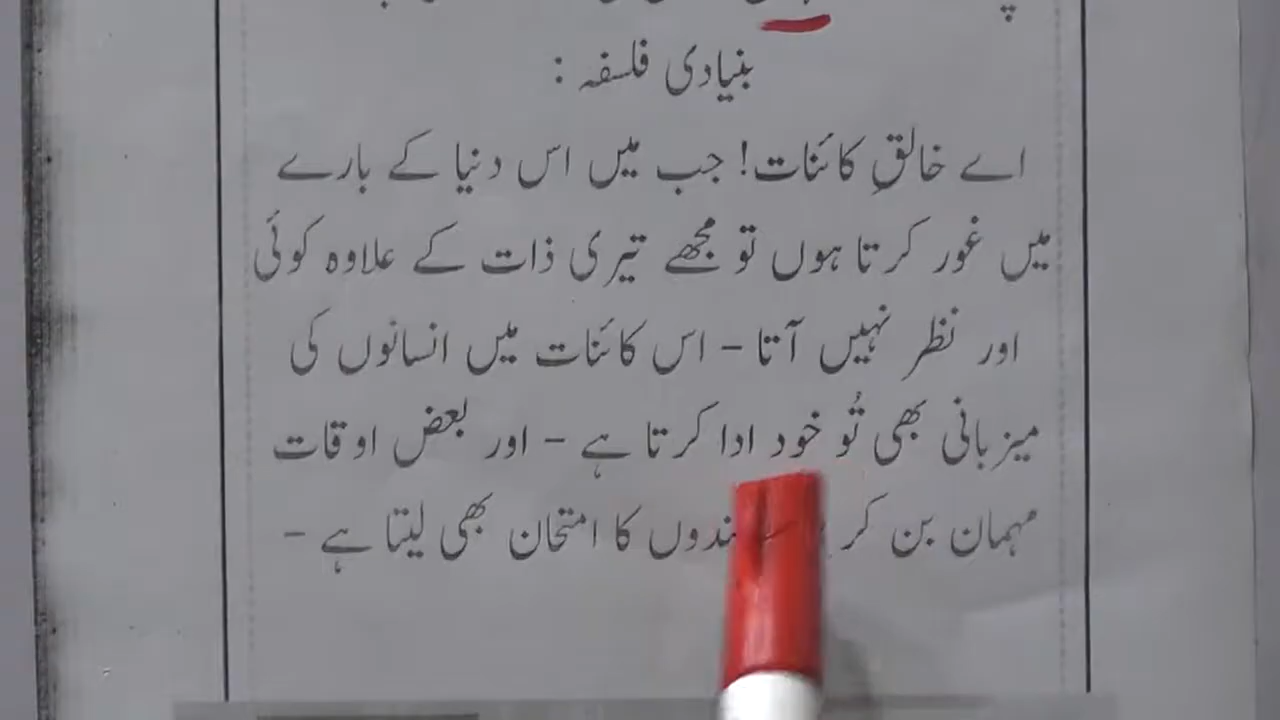 بنیادی فلسفہ :
اے خالقِ کائنات! جب میں اس دنیا کے بارے
میں غور کرتا ہوں تو مجھے تیری ذات کے علاوہ کوئی
اور نظر نہیں آتا - اس کائنات میں انسانوں کی
میزبانی بھی تُو خود ادا کرتا ہے - اور بعض اوقات
مہمان بن کر کا امتحان بھی لیتا ہے -